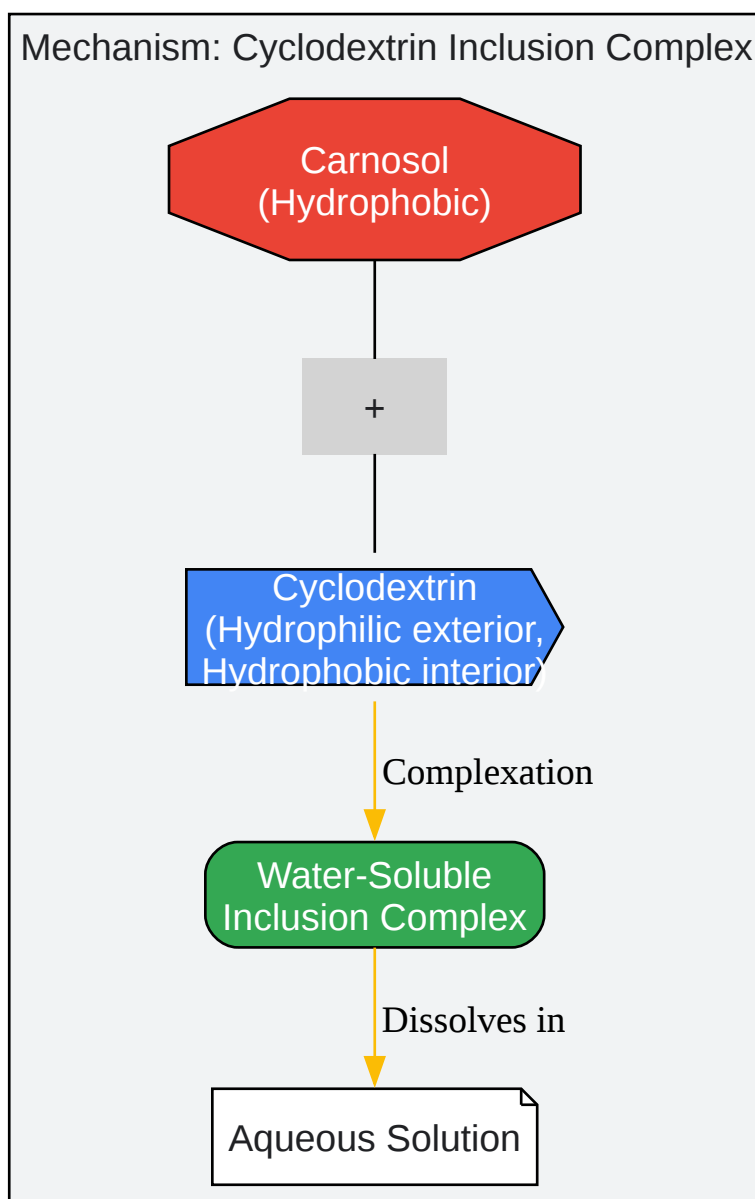 Mechanism: Cyclodextrin Inclusion Complex
Carnosol
(Hydrophobic)
+
Cyclodextrin
(Hydrophilic exterior,
Hydrophobic interior)
Complexation
Water-Soluble
Inclusion Complex
Dissolves in
Aqueous Solution